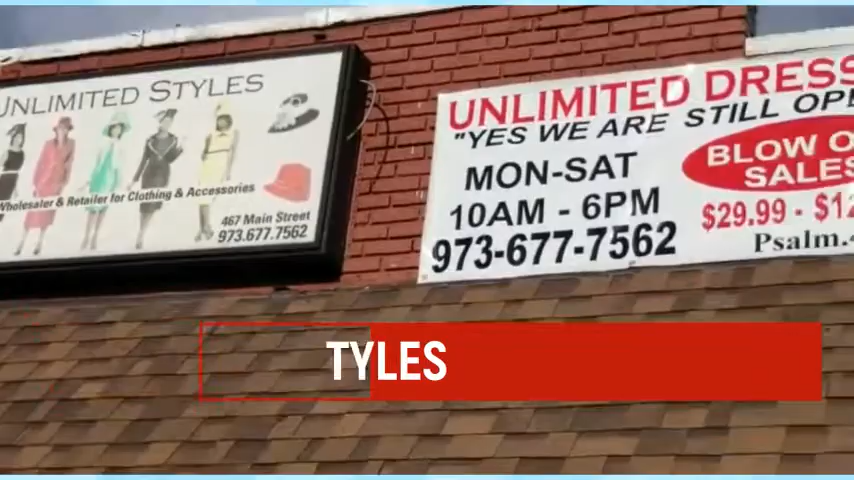 UNLIMITED STYLES
Wholesaler & Retailer for Clothing & Accessories
467 Main Street
973.677.7562
UNLIMITED DRESS
"YES WE ARE STILL OPE
MON-SAT
10AM - 6PM
973-677-7562
BLOW O
SALES
$29.99 - $12
Psalm.
TYLES